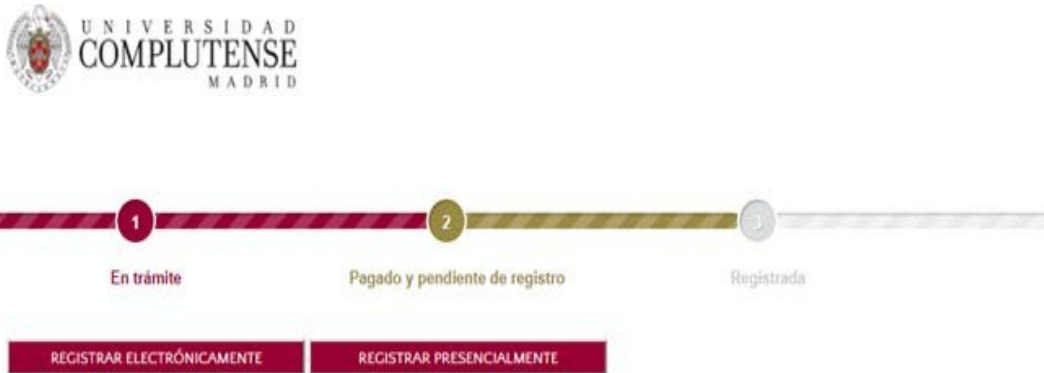 UNIVERSIDAD
COMPLUTENSE
MADRID
1
2
3
En trámite
Pagado y pendiente de registro
Registrada
REGISTRAR ELECTRÓNICAMENTE
REGISTRAR PRESENCIALMENTE